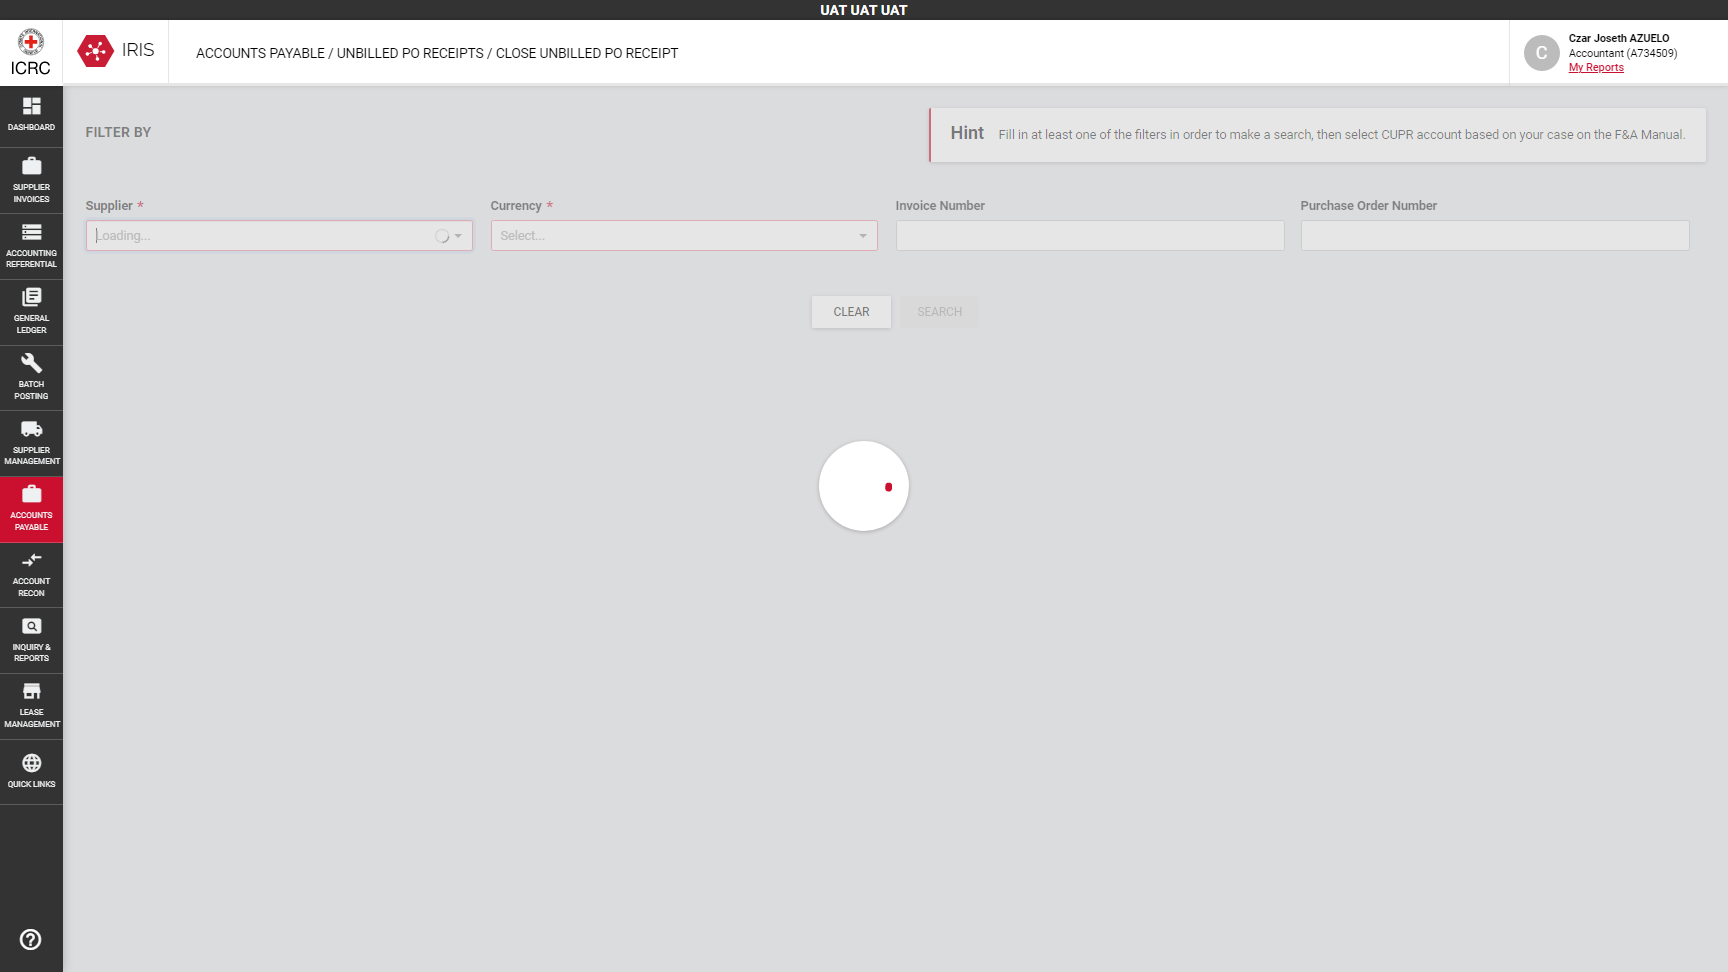 UAT UAT UAT
ICRC
IRIS
ACCOUNTS PAYABLE / UNBILLED PO RECEIPTS / CLOSE UNBILLED PO RECEIPT
C
Czar Joseth AZUELO
Accountant (A734509)
My Reports
DASHBOARD
SUPPLIER
INVOICES
ACCOUNTING
REFERENTIAL
GENERAL
LEDGER
BATCH
POSTING
SUPPLIER
MANAGEMENT
ACCOUNTS
PAYABLE
ACCOUNT
RECON
INQUIRY &
REPORTS
LEASE
MANAGEMENT
QUICK LINKS
FILTER BY
Hint Fill in at least one of the filters in order to make a search, then select CUPR account based on your case on the F&A Manual.
Supplier * Currency * Invoice Number Purchase Order Number
Loading... Select...
CLEAR SEARCH